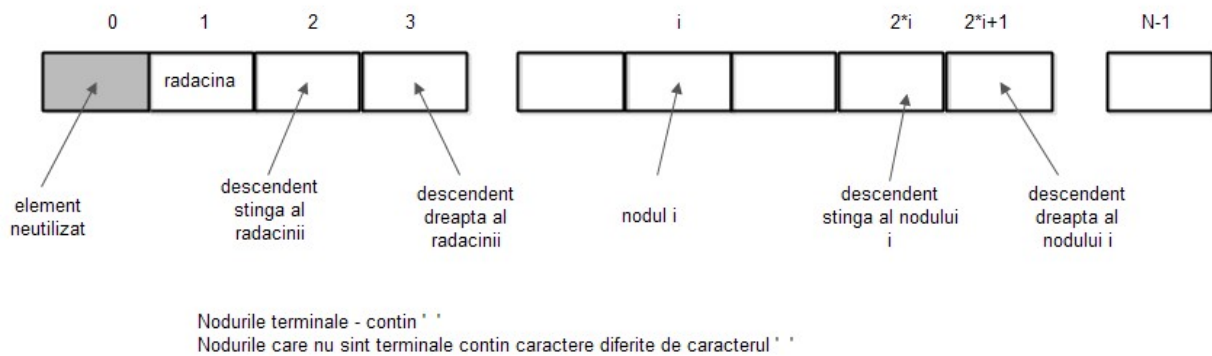 0 1 2 3 i 2*i 2*i+1 N-1
radacina
element
neutilizat
descendent
stinga al
radacinii
descendent
dreapta al
radacinii
nodul i
descendent
stinga al nodului
i
descendent
dreapta al
nodului i
Nodurile terminale - contin ' '
Nodurile care nu sint terminale contin caractere diferite de caracterul ' '